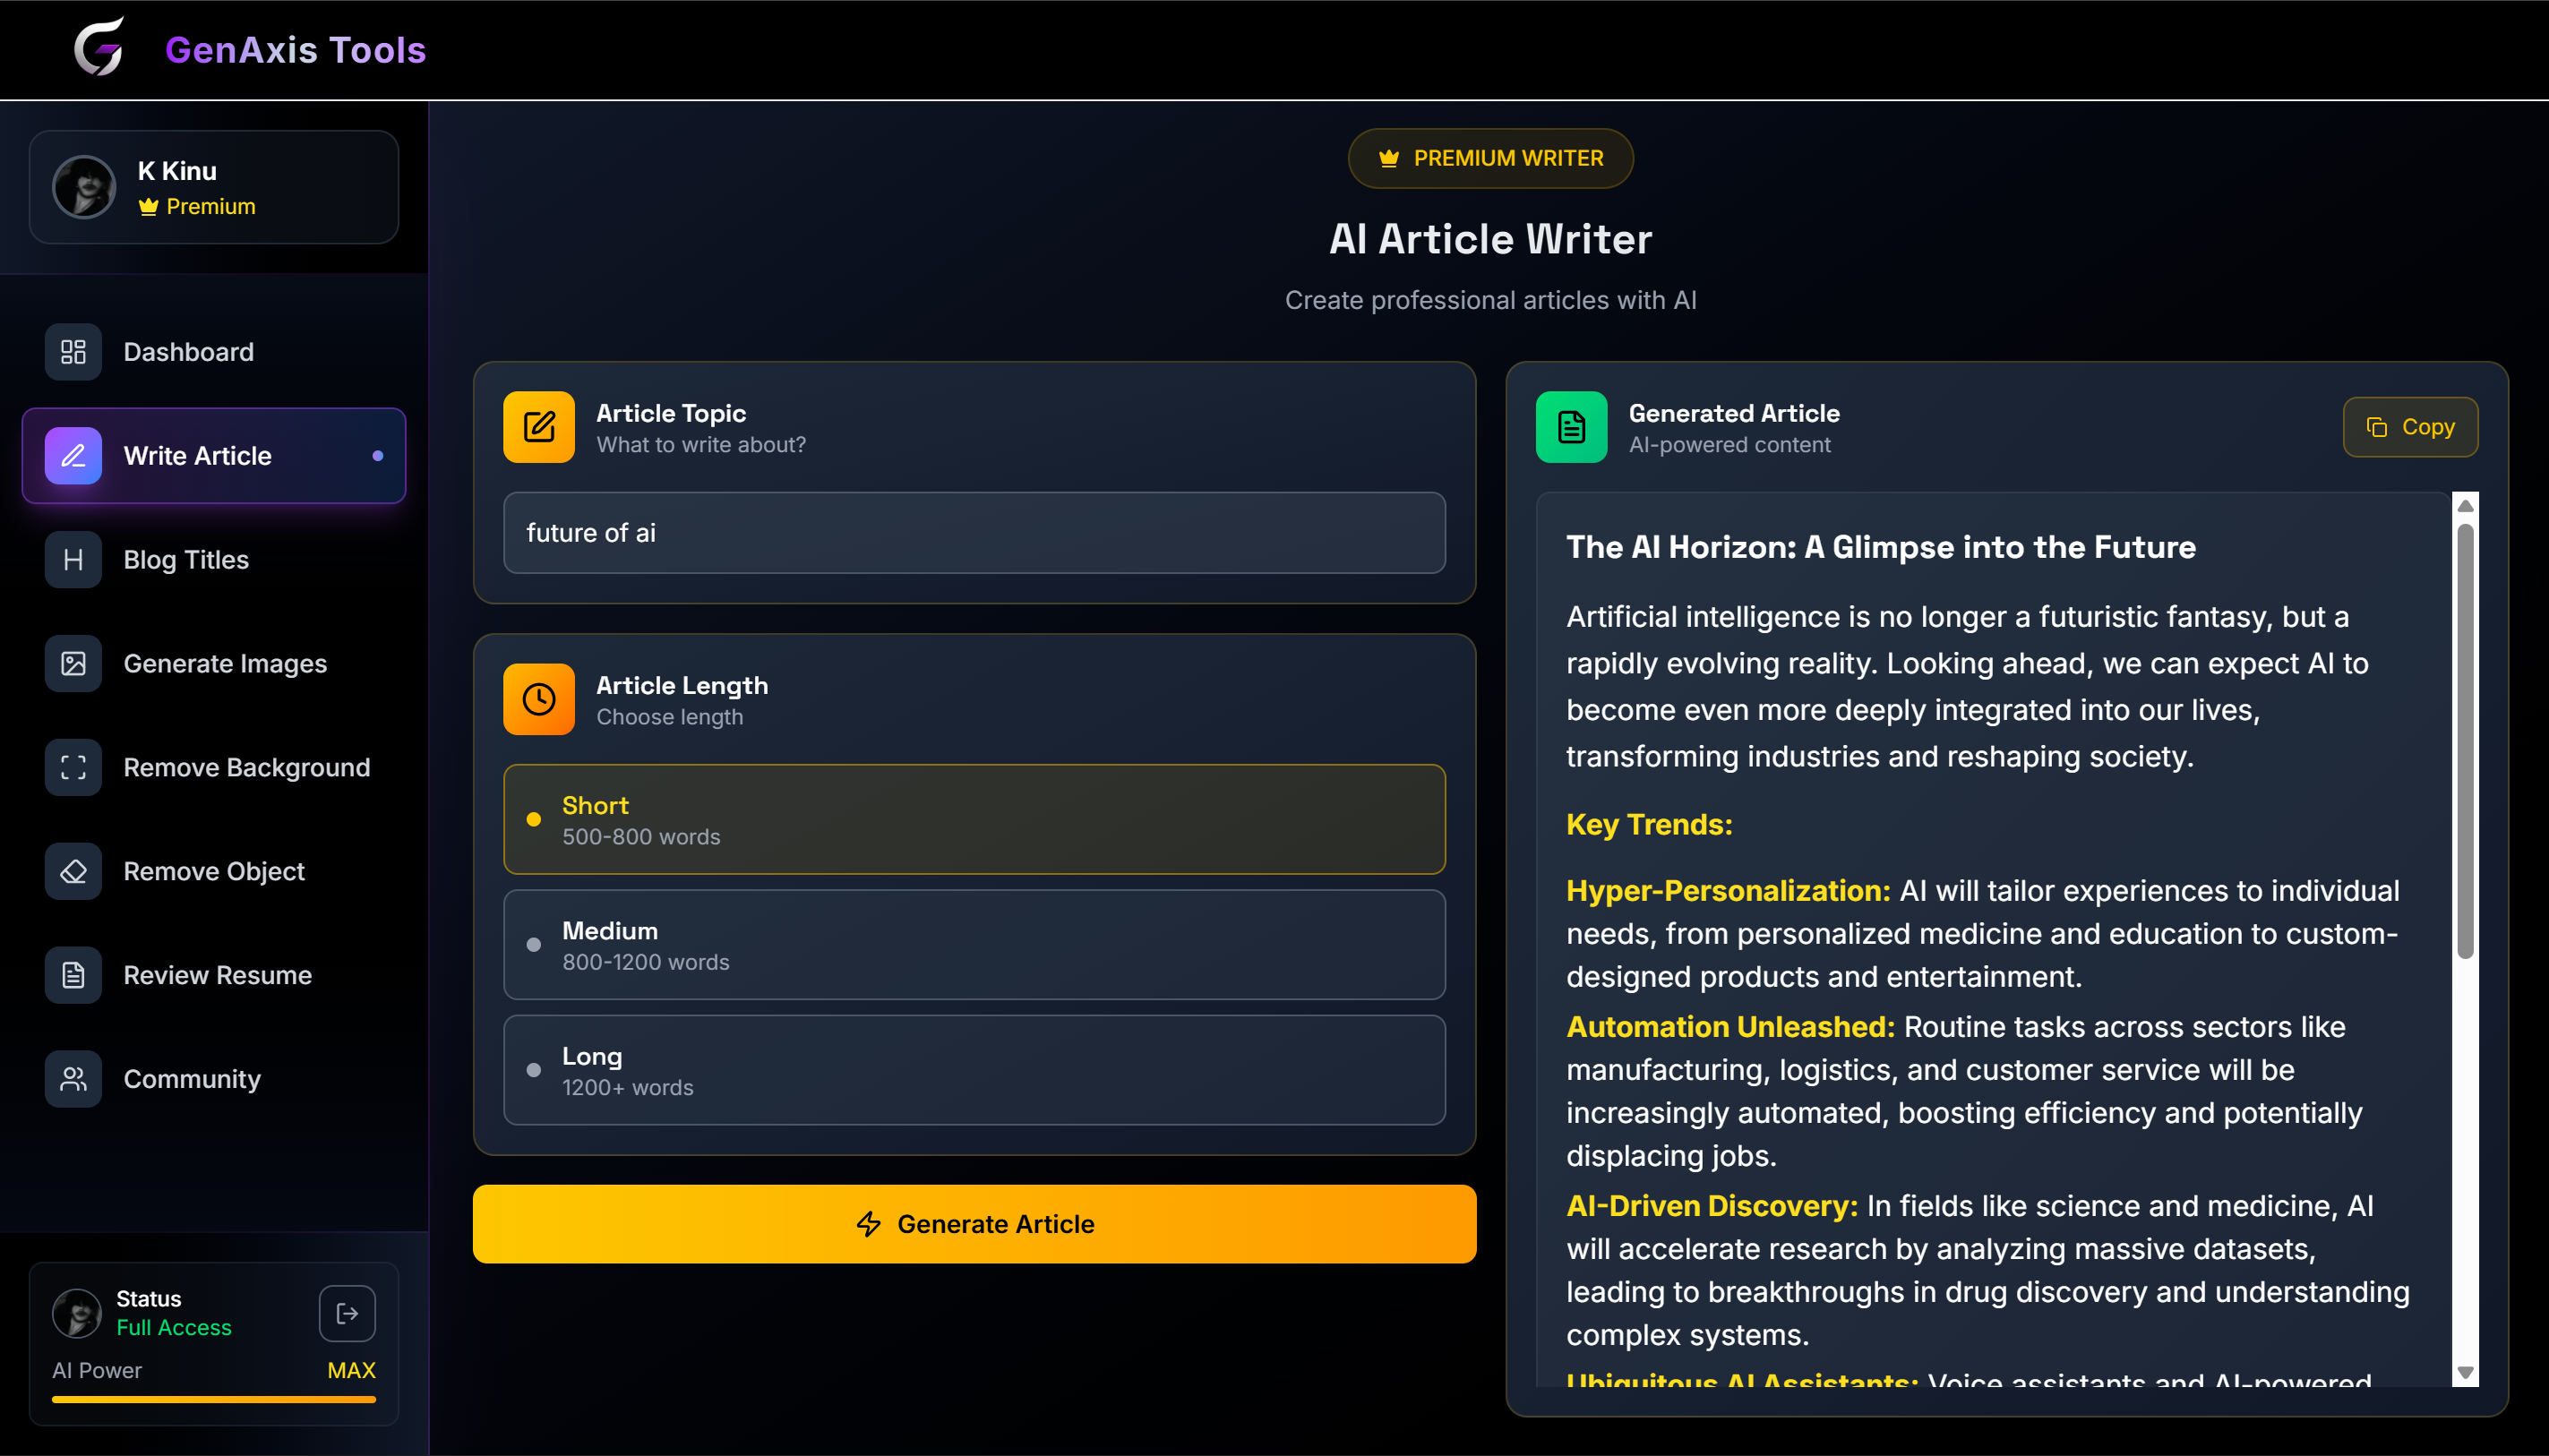 GenAxis Tools
K Kinu
Premium
Dashboard
Write Article
H
Blog Titles
Generate Images
Remove Background
Remove Object
Review Resume
Community
Status
Full Access
AI Power
MAX
PREMIUM WRITER
AI Article Writer
Create professional articles with AI
Article Topic
What to write about?
future of ai
Article Length
Choose length
Short
500-800 words
Medium
800-1200 words
Long
1200+ words
Generate Article
Generated Article
AI-powered content
Copy
The AI Horizon: A Glimpse into the Future
Artificial intelligence is no longer a futuristic fantasy, but a
rapidly evolving reality. Looking ahead, we can expect AI to
become even more deeply integrated into our lives,
transforming industries and reshaping society.
Key Trends:
Hyper-Personalization: AI will tailor experiences to individual
needs, from personalized medicine and education to custom-
designed products and entertainment.
Automation Unleashed: Routine tasks across sectors like
manufacturing, logistics, and customer service will be
increasingly automated, boosting efficiency and potentially
displacing jobs.
AI-Driven Discovery: In fields like science and medicine, AI
will accelerate research by analyzing massive datasets,
leading to breakthroughs in drug discovery and understanding
complex systems.
Ubiquitous AI Assistants: Voice assistants and AI-powered